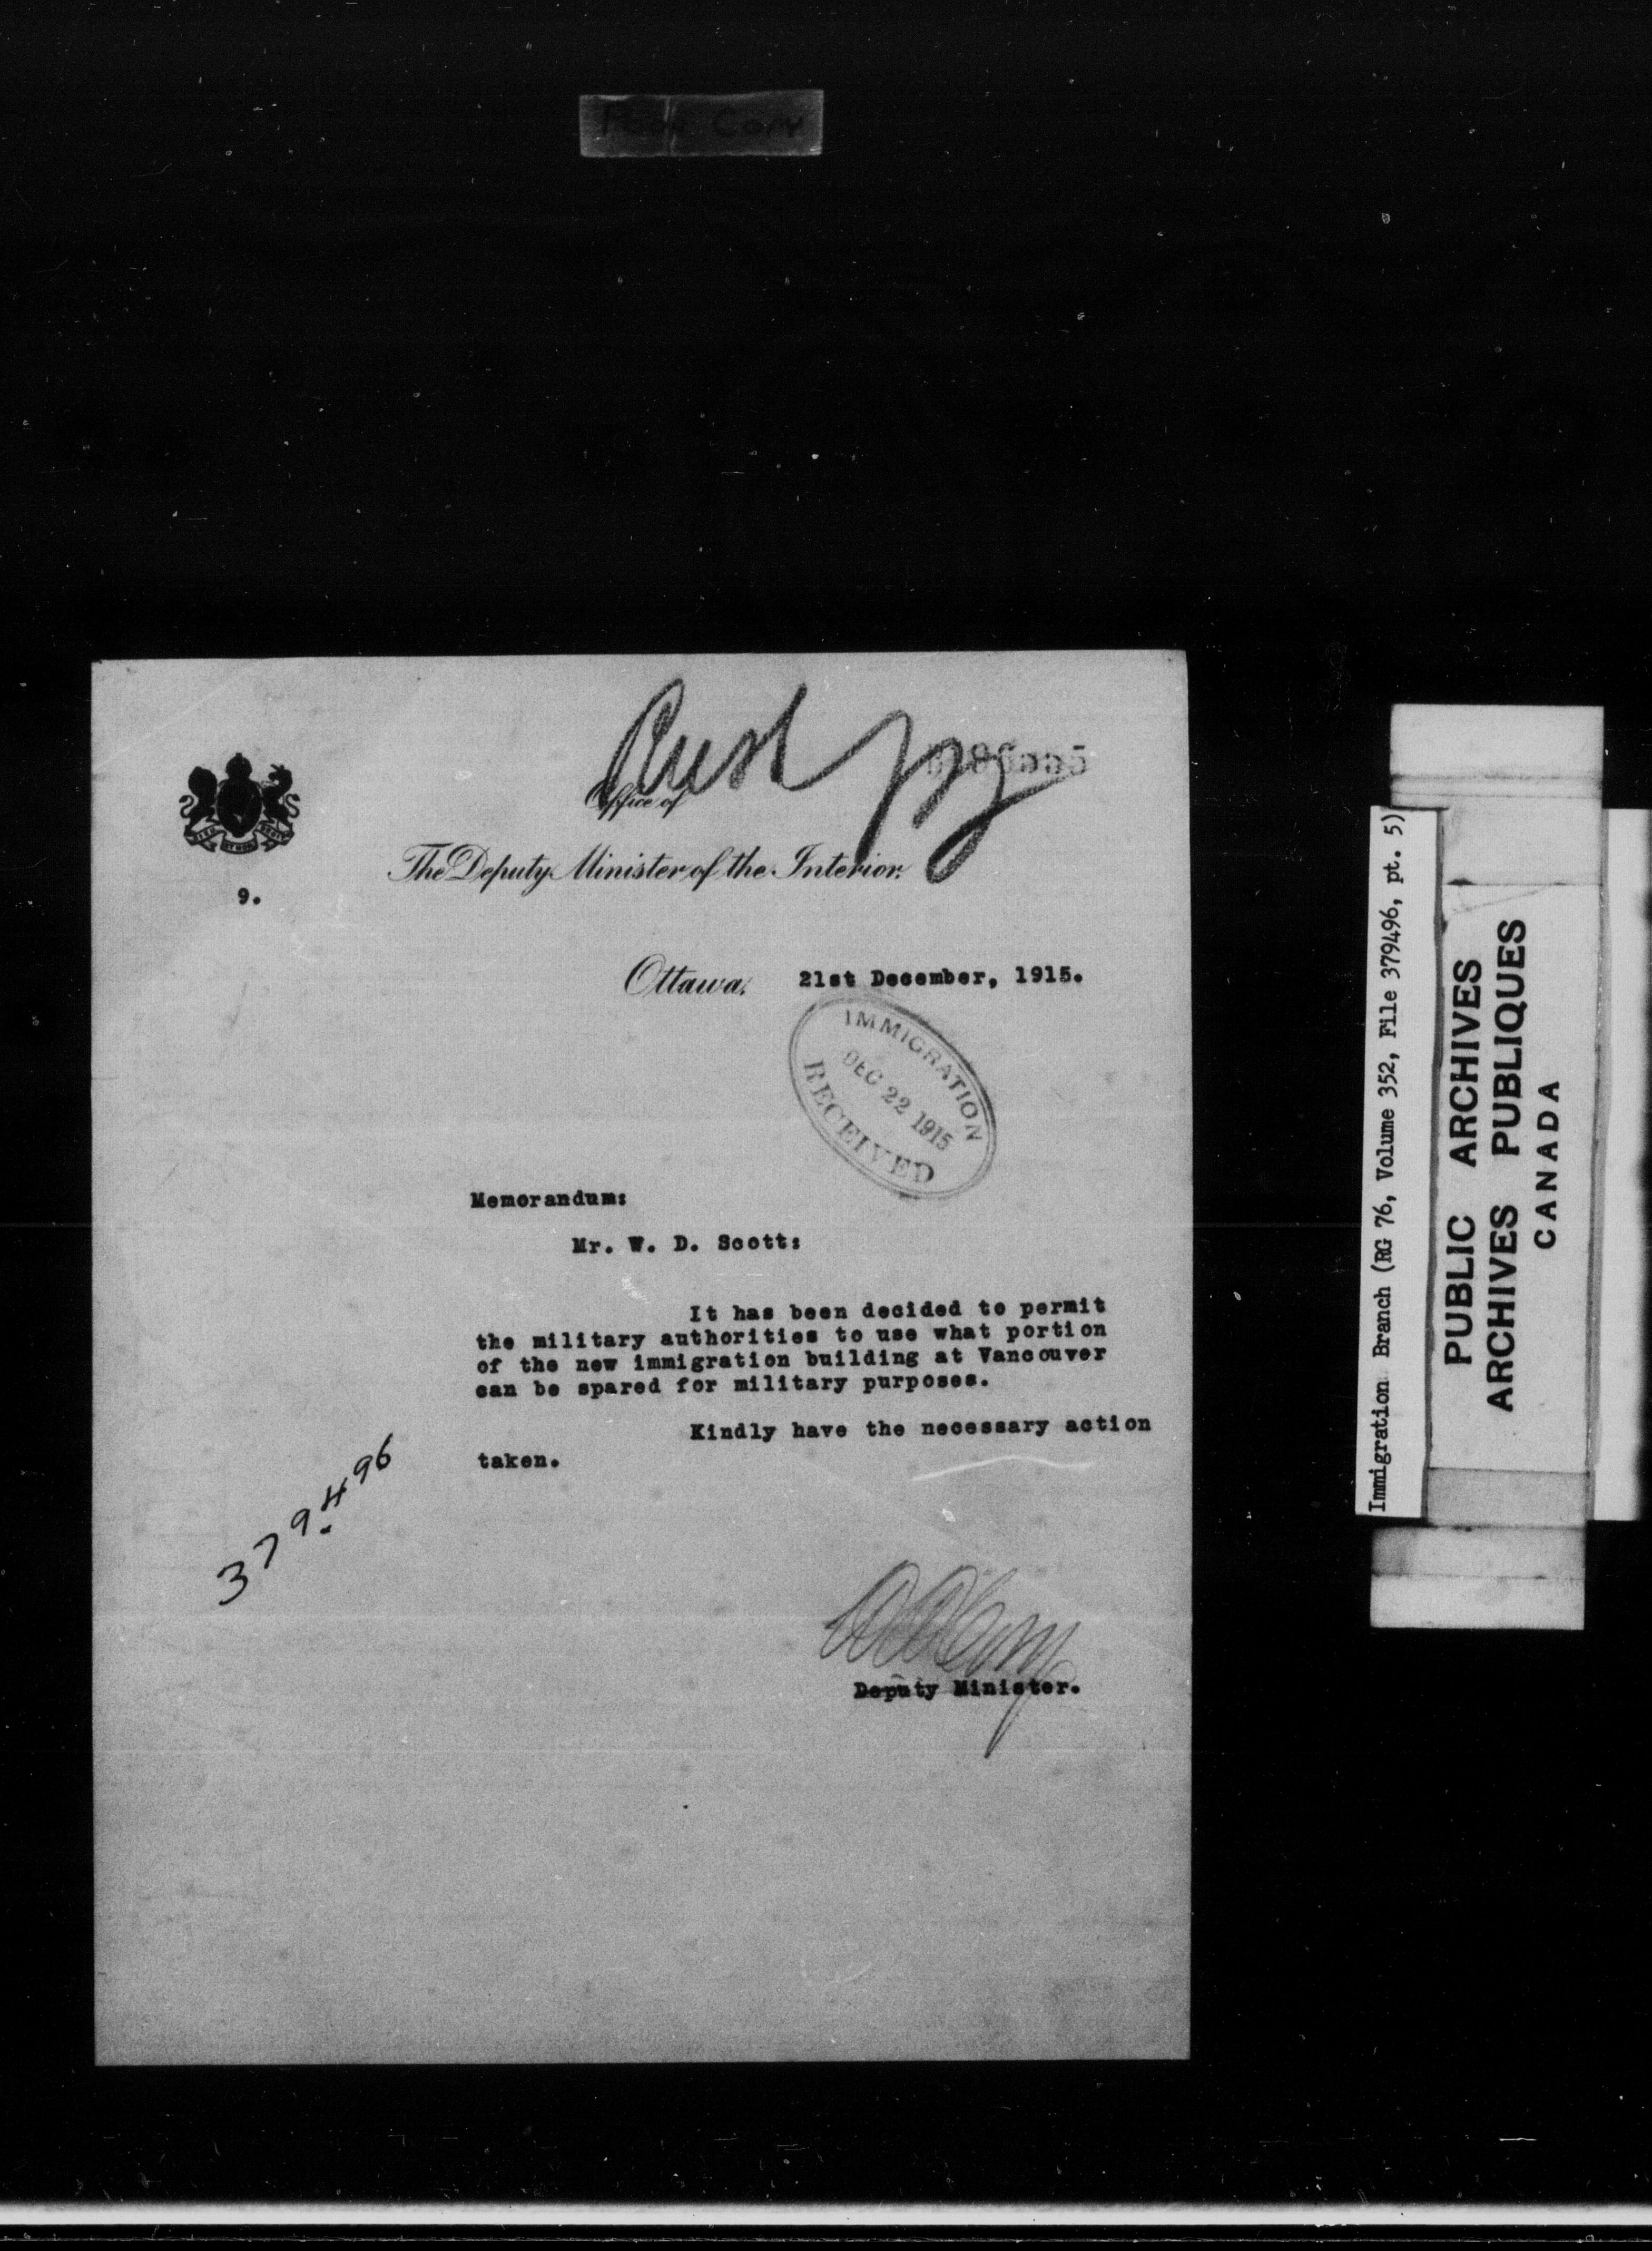 Poor Copy
Rush
Office of
The Deputy Minister of the Interior.
9.
Ottawa, 21st December, 1915.
IMMIGRATION
DEC 22 1915
RECEIVED
Memorandum:
Mr. W. D. Scott:
It has been decided to permit
the military authorities to use what portion
of the new immigration building at Vancouver
can be spared for military purposes.
Kindly have the necessary action
taken.
379496
Deputy Minister.
Immigration Branch (RG 76, Volume 352, File 379496, pt. 5)
PUBLIC ARCHIVES
ARCHIVES PUBLIQUES
CANADA